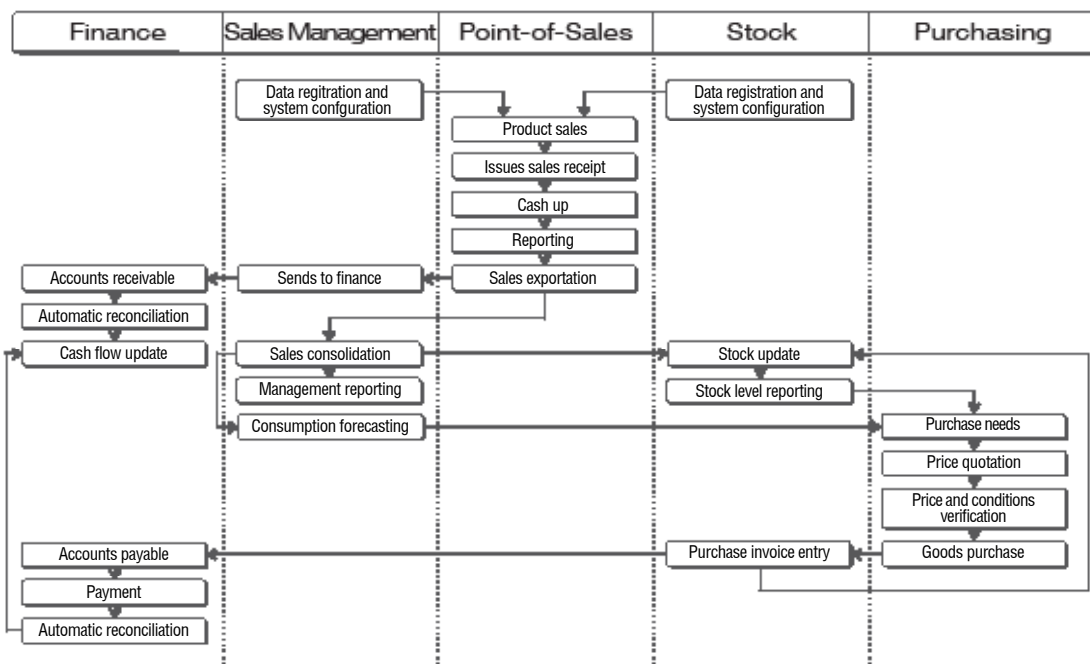 Finance
Sales Management
Point-of-Sales
Stock
Purchasing
Data regitration and
system confguration
Data registration and
system configuration
Product sales
Issues sales receipt
Cash up
Reporting
Accounts receivable
Sends to finance
Sales exportation
Automatic reconciliation
Cash flow update
Sales consolidation
Stock update
Management reporting
Stock level reporting
Consumption forecasting
Purchase needs
Price quotation
Price and conditions
verification
Accounts payable
Purchase invoice entry
Goods purchase
Payment
Automatic reconciliation